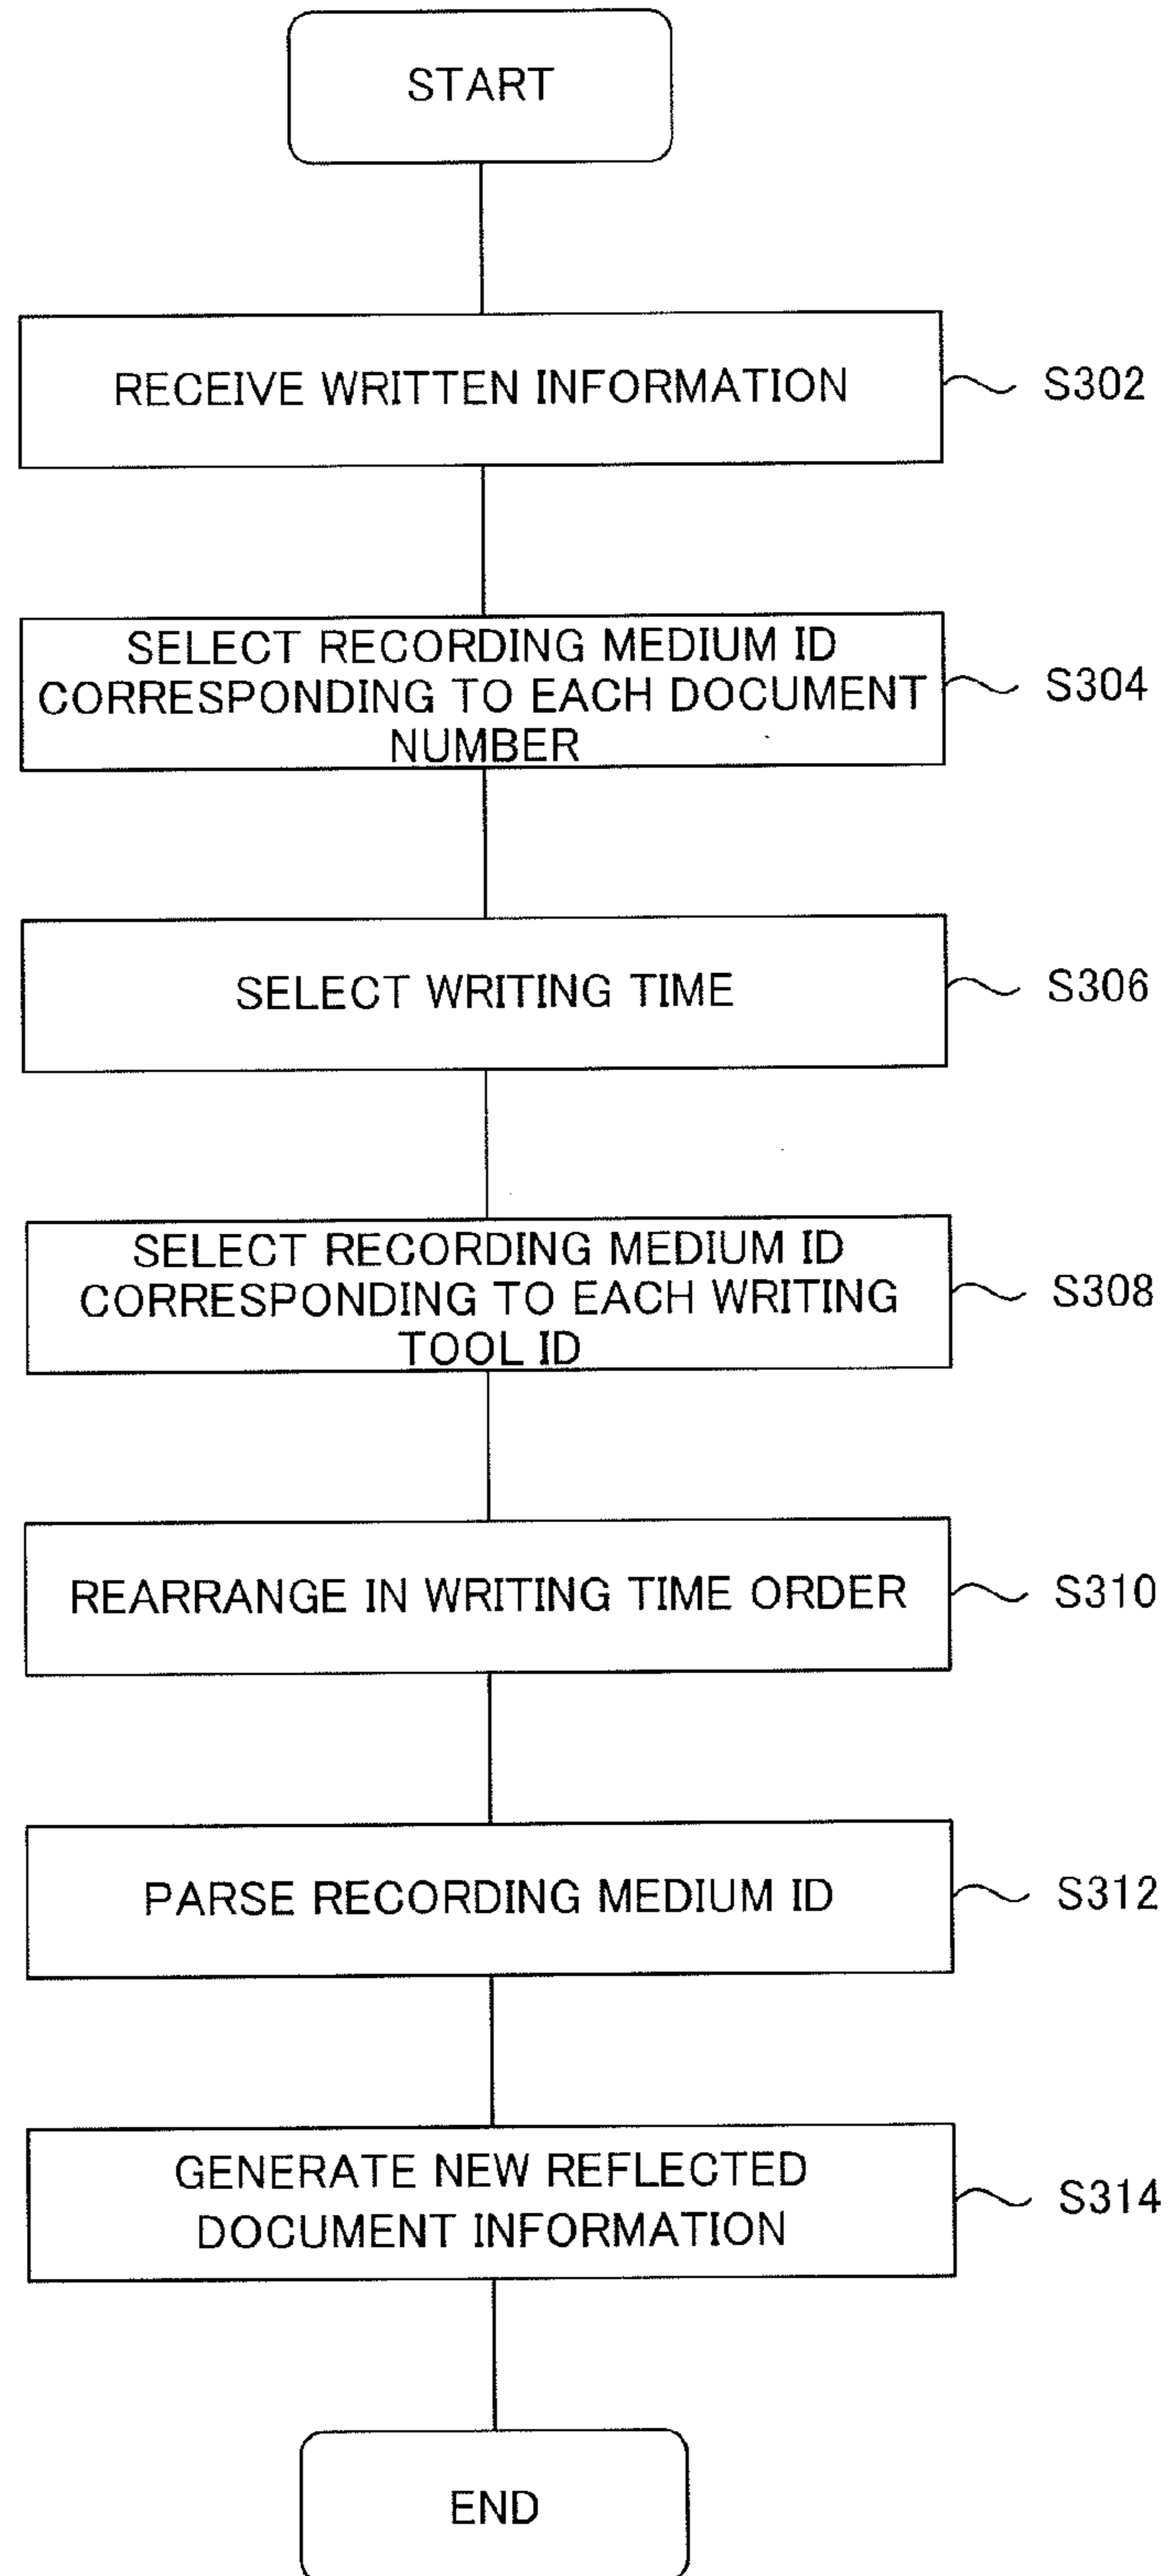 START
RECEIVE WRITTEN INFORMATION
S302
SELECT RECORDING MEDIUM ID
CORRESPONDING TO EACH DOCUMENT
NUMBER
S304
SELECT WRITING TIME
S306
SELECT RECORDING MEDIUM ID
CORRESPONDING TO EACH WRITING
TOOL ID
S308
REARRANGE IN WRITING TIME ORDER
S310
PARSE RECORDING MEDIUM ID
S312
GENERATE NEW REFLECTED
DOCUMENT INFORMATION
S314
END